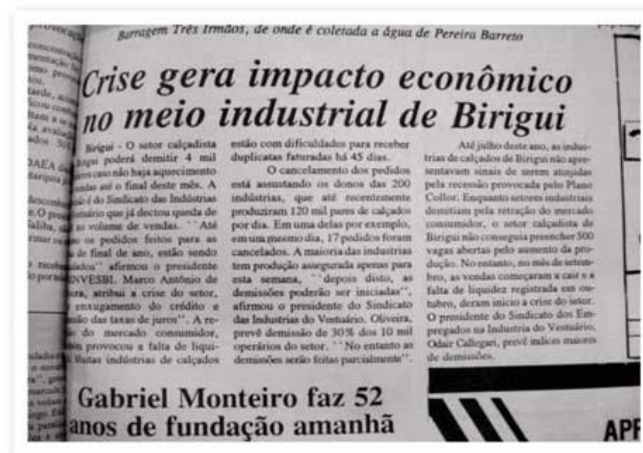 Barragem Três Irmãos, de onde é coletada a água de Pereira Barreto
Crise gera impacto econômico
no meio industrial de Birigui
Birigui - O setor calçadista
poderá demitir 4 mil
caso não haja aquecimento
até o final deste mês. A
é do Sindicato das Indústrias
que já dectou queda de
no volume de vendas. ``Até
os pedidos feitos para as
de final de ano, estão sendo
afirmou o presidente
Marco Antônio de
atribui a crise do setor,
enxugamento do crédito e
das taxas de juros''. A re-
do mercado consumidor,
provocou a falta de liqui-
Muitas indústrias de calçados
estão com dificuldades para receber
duplicatas faturadas há 45 dias.
O cancelamento dos pedidos
está assustando os donos das 200
indústrias, que até recentemente
produziram 120 mil pares de calçados
por dia. Em uma delas por exemplo,
em um mesmo dia, 17 pedidos foram
cancelados. A maioria das industrias
tem produção assegurada apenas para
esta semana, ``depois disto, as
demissões poderão ser iniciadas'',
afirmou o presidente do Sindicato
das Industrias do Vestuário. Oliveira,
prevê demissão de 30% dos 10 mil
operários do setor. ``No entanto as
demissões serão feitas parcialmente''.
Até julho deste ano, as indus-
trias de calçados de Birigui não apre-
sentavam sinais de serem atingidas
pela recessão provocada pelo Plano
Collor. Enquanto setores industriais
demitiam pela retração do mercado
consumidor, o setor calçadista de
Birigui não conseguia preencher 500
vagas abertas pelo aumento da pro-
dução. No entanto, no mês de setem-
bro, as vendas começaram a cair e a
falta de liquidez registrada em ou-
tubro, deram início a crise do setor.
O presidente do Sindicato dos Em-
pregados na Industria do Vestuário,
Odair Callegari, prevê indices maiores
de demissões.
Gabriel Monteiro faz 52
anos de fundação amanhã